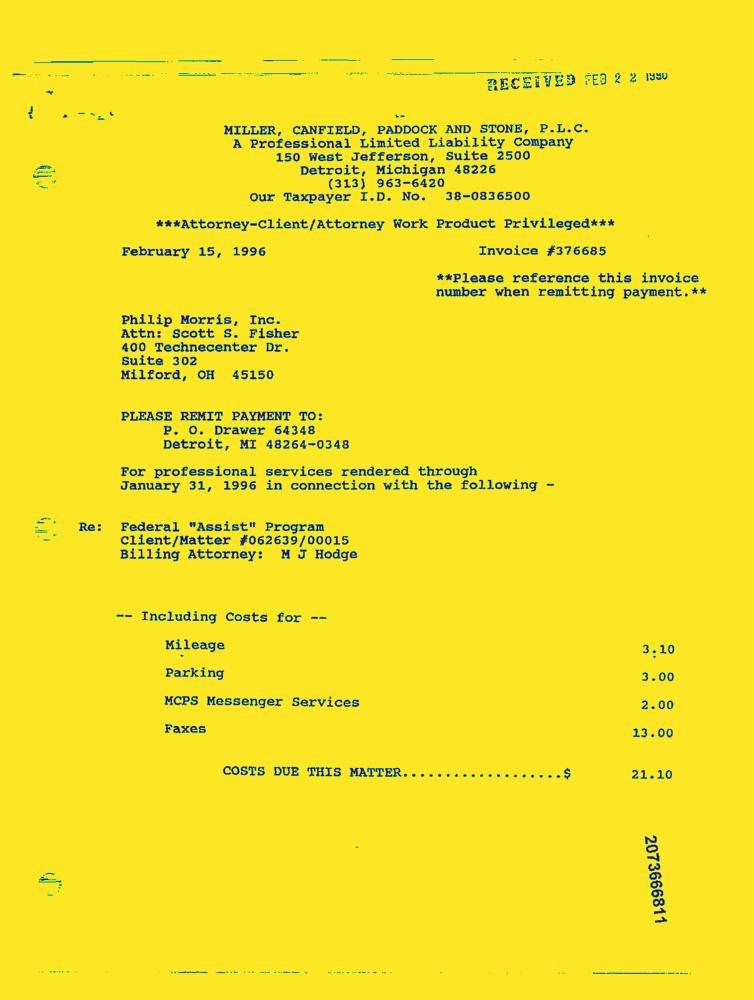 RECEIVED FEB 2 2 1996
MILLER, CANFIELD, PADDOCK AND STONE, P.L.C.
A Professional Limited Liability Company
150 West Jefferson, Suite 2500
Detroit, Michigan 48226
(313) 963-6420
Our Taxpayer I.D. No. 38-0836500
***Attorney-Client/Attorney Work Product Privileged***
February 15, 1996 Invoice #376685
**Please reference this invoice
number when remitting payment.**
Philip Morris, Inc.
Attn: Scott S. Fisher
400 Technecenter Dr.
Suite 302
Milford, OH 45150
PLEASE REMIT PAYMENT TO:
P. O. Drawer 64348
Detroit, MI 48264-0348
For professional services rendered through
January 31, 1996 in connection with the following -
Re: Federal "Assist" Program
Client/Matter #062639/00015
Billing Attorney: M J Hodge
-- Including Costs for --
Mileage 3.10
Parking 3.00
MCPS Messenger Services 2.00
Faxes 13.00
COSTS DUE THIS MATTER...................$ 21.10
2073666811